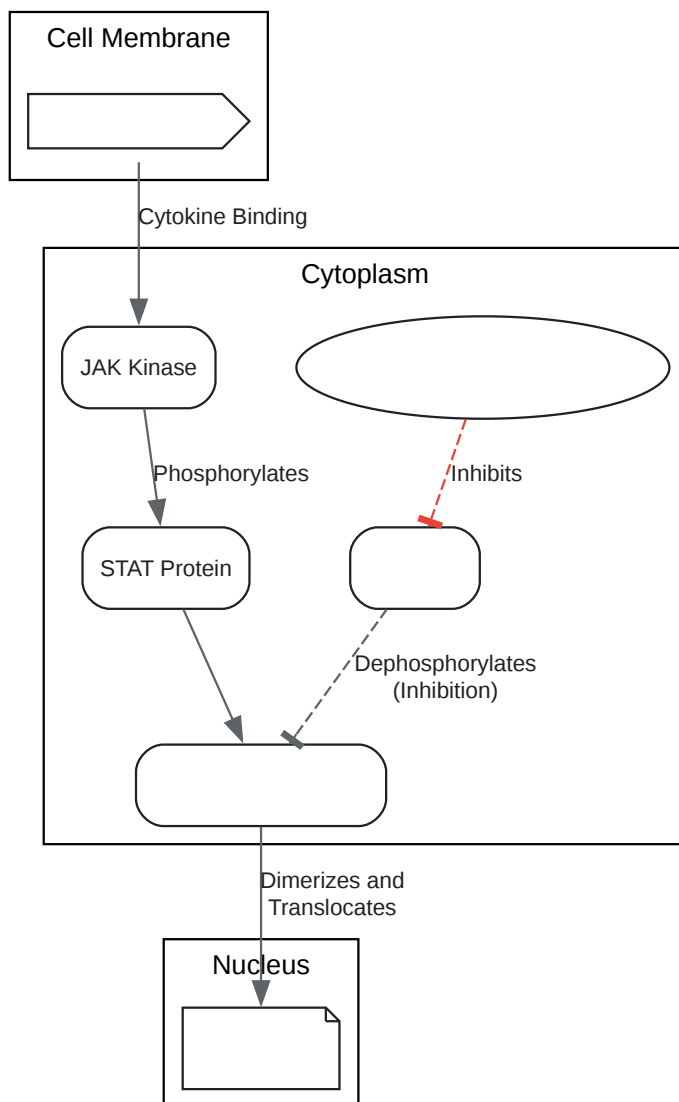 Cell Membrane
Cytokine Binding
Cytoplasm
JAK Kinase
Phosphorylates
Inhibits
STAT Protein
Dephosphorylates
(Inhibition)
Dimerizes and
Translocates
Nucleus